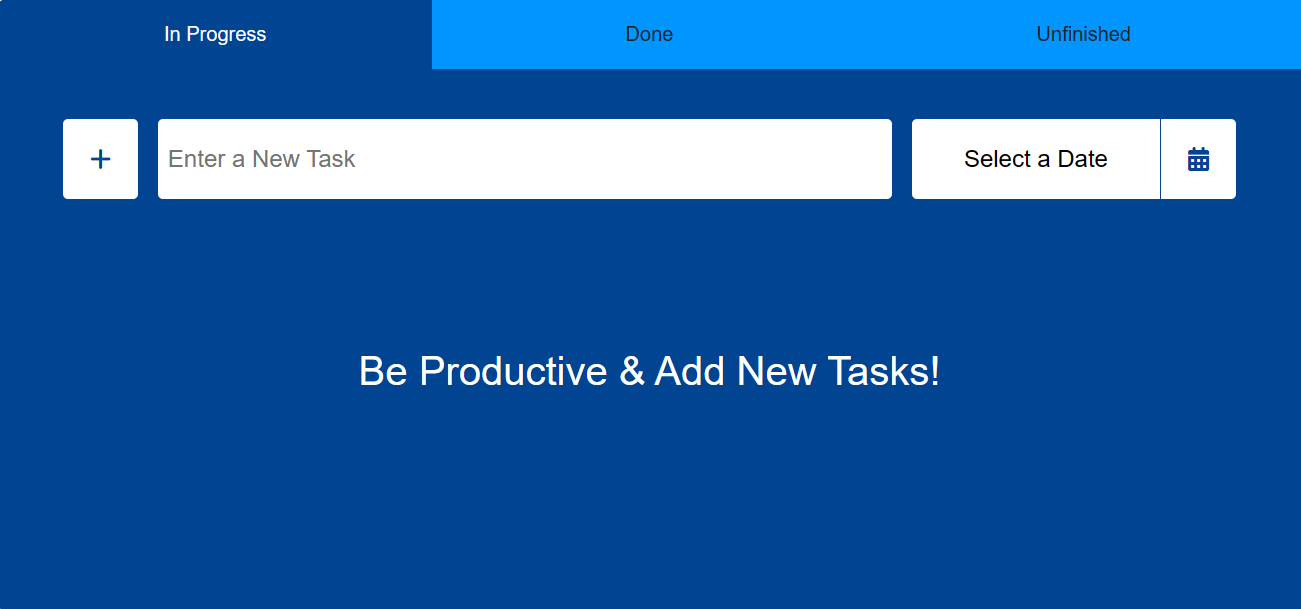 In Progress
Done
Unfinished
Enter a New Task
Select a Date
Be Productive & Add New Tasks!